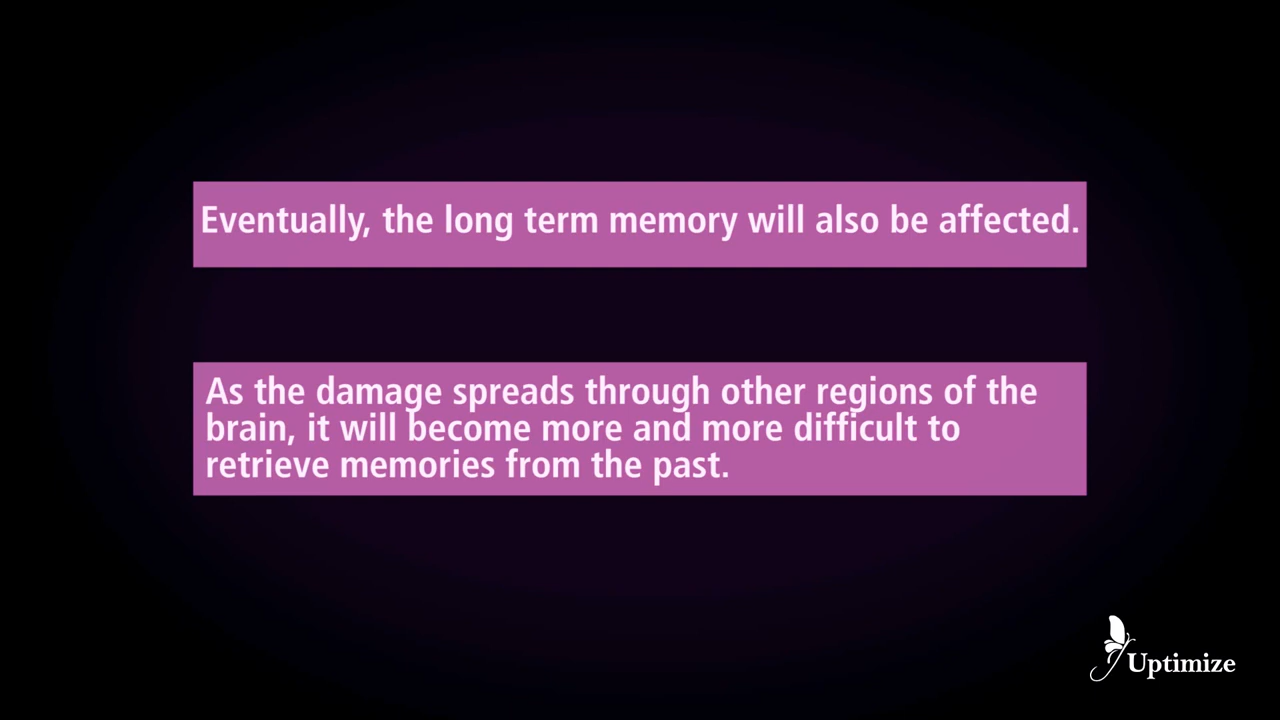 Eventually, the long term memory will also be affected.
As the damage spreads through other regions of the
brain, it will become more and more difficult to
retrieve memories from the past.
Uptimize